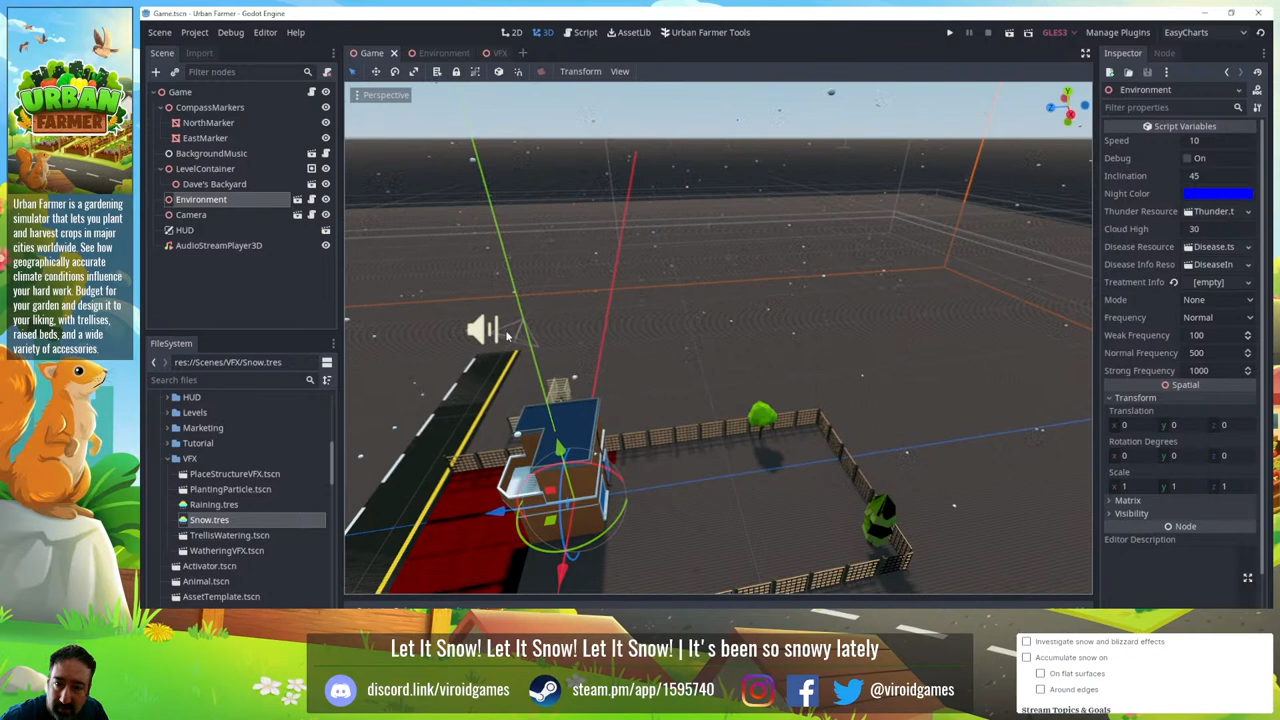 Game.tscn - Urban Farmer - Godot Engine
Scene Project Debug Editor Help
2D 3D Script AssetLib Urban Farmer Tools
GLES3 Manage Plugins EasyCharts
URBAN
FARMER
Urban Farmer is a gardening
simulator that lets you plant
and harvest crops in major
cities worldwide. See how
geographically accurate
climate conditions influence
your hard work. Budget for
your garden and design it to
your liking, with trellises,
raised beds, and a wide
variety of accessories.
Scene Import
Filter nodes
Game
CompassMarkers
NorthMarker
EastMarker
BackgroundMusic
LevelContainer
Dave's Backyard
Environment
Camera
HUD
AudioStreamPlayer3D
FileSystem
res://Scenes/VFX/Snow.tres
Search files
HUD
Levels
Marketing
Tutorial
VFX
PlaceStructureVFX.tscn
PlantingParticle.tscn
Raining.tres
Snow.tres
TrellisWatering.tscn
WatheringVFX.tscn
Activator.tscn
Animal.tscn
AssetTemplate.tscn
Game Environment VFX
Transform View
Perspective
Y
X
Z
Inspector Node
Environment
Filter properties
Script Variables
Speed 10
Debug On
Inclination 45
Night Color
Thunder Resource Thunder.t
Cloud High 30
Disease Resource Disease.ts
Disease Info Reso DiseaseIn
Treatment Info [empty]
Mode None
Frequency Normal
Weak Frequency 100
Normal Frequency 500
Strong Frequency 1000
Spatial
Transform
Translation
x 0 y 0 z 0
Rotation Degrees
x 0 y 0 z 0
Scale
x 1 y 1 z 1
Matrix
Visibility
Node
Editor Description
Let It Snow! Let It Snow! Let It Snow! | It's been so snowy lately
discord.link/viroidgames steam.pm/app/1595740 @viroidgames
Investigate snow and blizzard effects
Accumulate snow on
On flat surfaces
Around edges
Stream Topics & Goals